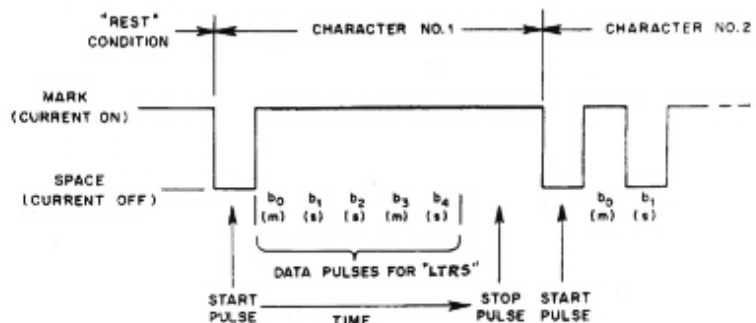 "REST"
CONDITION
CHARACTER NO.1
CHARACTER NO.2
MARK
(CURRENT ON)
SPACE
(CURRENT OFF)
b₀ b₁ b₂ b₃ b₄
(m) (s) (s) (m) (s)
b₀ b₁
(m) (s)
DATA PULSES FOR "LTRS"
START
PULSE
TIME
STOP
PULSE
START
PULSE